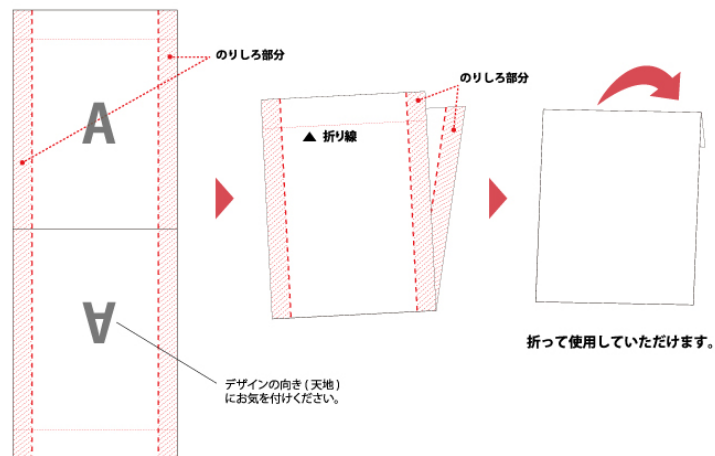 のりしろ部分
A
A
デザインの向き(天地)
にお気を付けください。
のりしろ部分
▲ 折り線
折って使用していただけます。